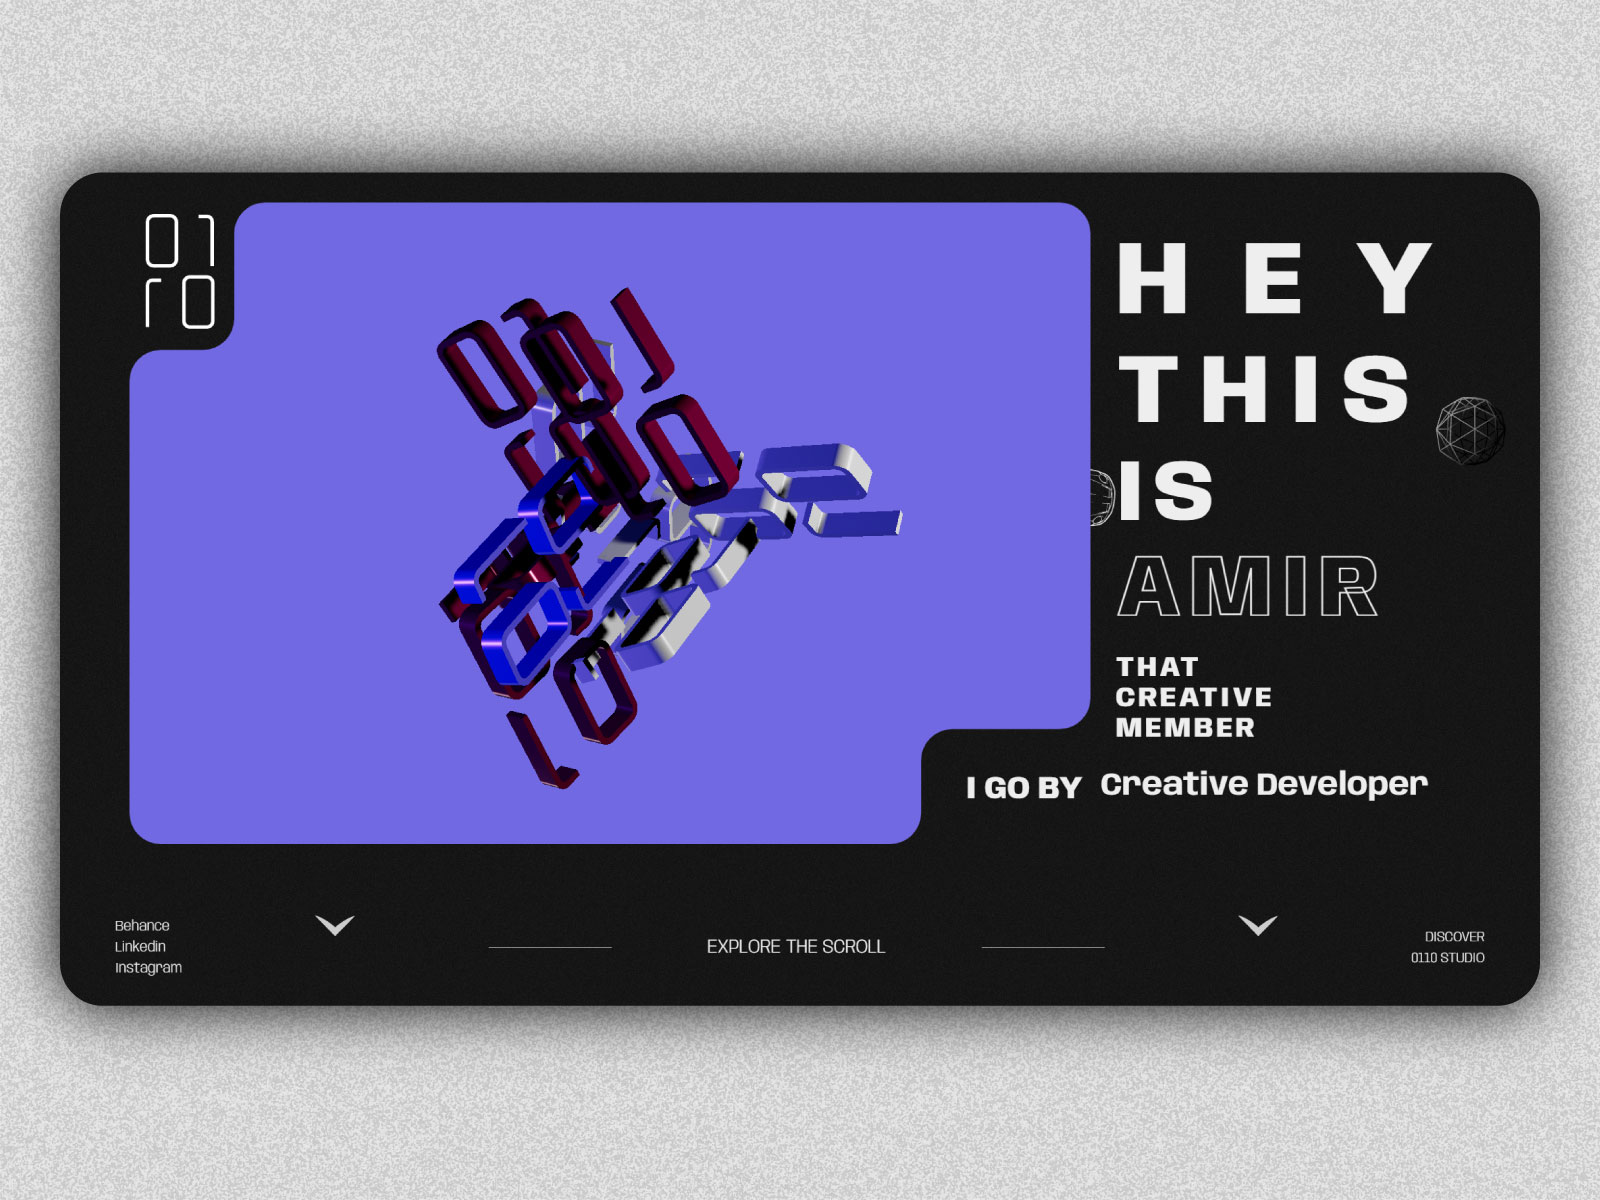 01
10
HEY
THIS
IS
AMIR
THAT
CREATIVE
MEMBER
I GO BY Creative Developer
Behance
Linkedin
Instagram
EXPLORE THE SCROLL
DISCOVER
0110 STUDIO